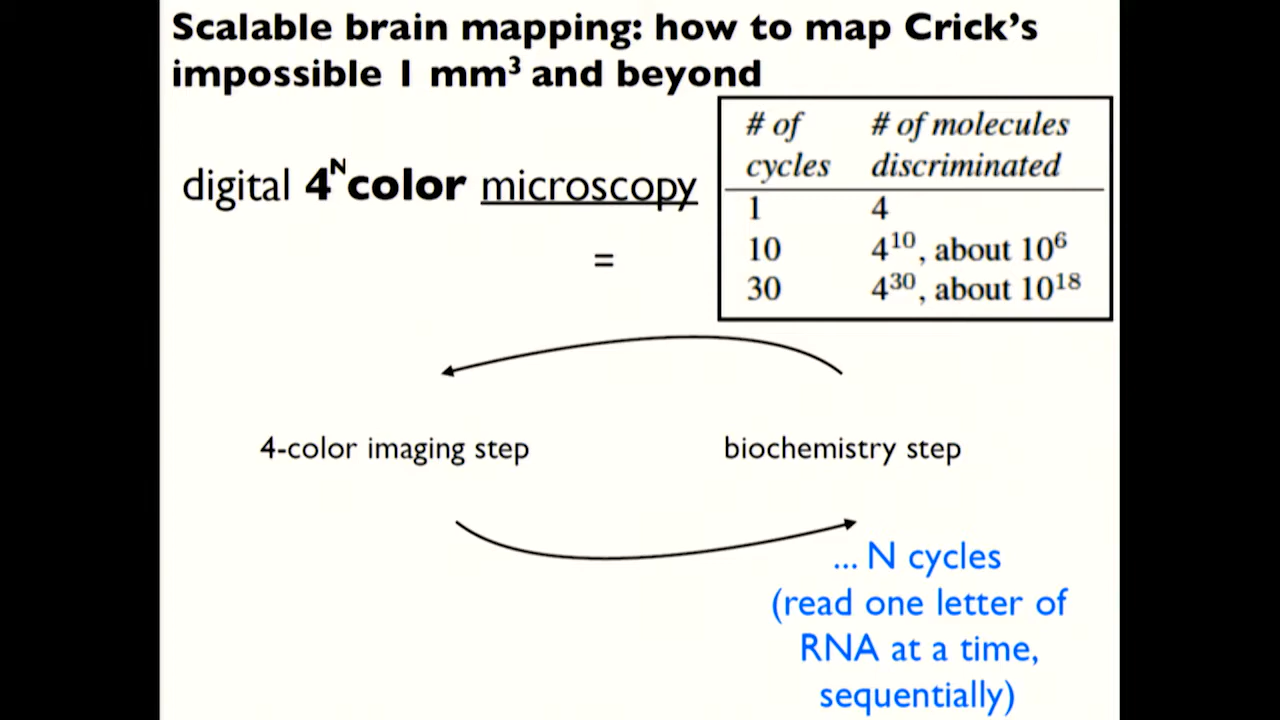 Scalable brain mapping: how to map Crick's
impossible 1 mm³ and beyond
digital 4ᴺcolor microscopy
=
# of cycles # of molecules discriminated
1 4
10 4¹⁰, about 10⁶
30 4³⁰, about 10¹⁸
4-color imaging step
biochemistry step
... N cycles
(read one letter of
RNA at a time,
sequentially)